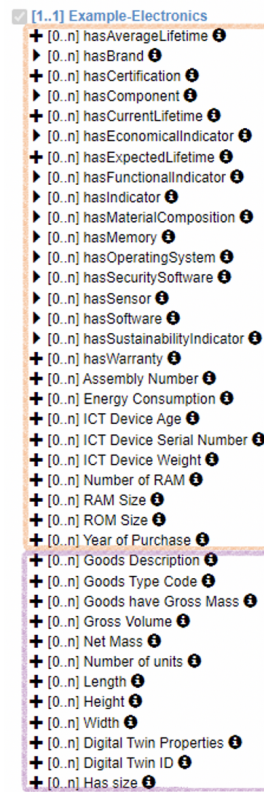 [1..1] Example-Electronics
[0..n] hasAverageLifetime
[0..n] hasBrand
[0..n] hasCertification
[0..n] hasComponent
[0..n] hasCurrentLifetime
[0..n] hasEconomicalIndicator
[0..n] hasExpectedLifetime
[0..n] hasFunctionalIndicator
[0..n] hasIndicator
[0..n] hasMaterialComposition
[0..n] hasMemory
[0..n] hasOperatingSystem
[0..n] hasSecuritySoftware
[0..n] hasSensor
[0..n] hasSoftware
[0..n] hasSustainabilityIndicator
[0..n] hasWarranty
[0..n] Assembly Number
[0..n] Energy Consumption
[0..n] ICT Device Age
[0..n] ICT Device Serial Number
[0..n] ICT Device Weight
[0..n] Number of RAM
[0..n] RAM Size
[0..n] ROM Size
[0..n] Year of Purchase
[0..n] Goods Description
[0..n] Goods Type Code
[0..n] Goods have Gross Mass
[0..n] Gross Volume
[0..n] Net Mass
[0..n] Number of units
[0..n] Length
[0..n] Height
[0..n] Width
[0..n] Digital Twin Properties
[0..n] Digital Twin ID
[0..n] Has size